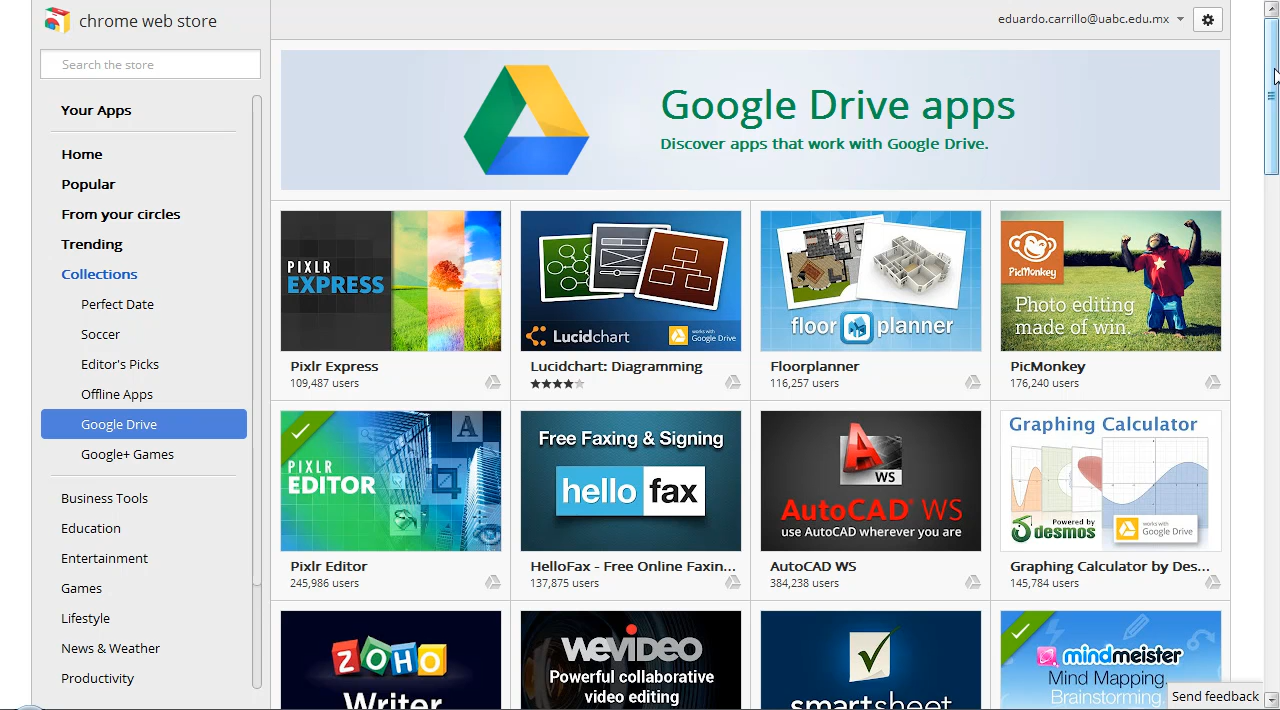 chrome web store
eduardo.carrillo@uabc.edu.mx
Search the store
Your Apps
Home
Popular
From your circles
Trending
Collections
Perfect Date
Soccer
Editor's Picks
Offline Apps
Google Drive
Google+ Games
Business Tools
Education
Entertainment
Games
Lifestyle
News & Weather
Productivity
Google Drive apps
Discover apps that work with Google Drive.
PIXLR
EXPRESS
Pixlr Express
109,487 users
Lucidchart
works with
Google Drive
Lucidchart: Diagramming
floor planner
Floorplanner
116,257 users
PicMonkey
Photo editing
made of win.
PicMonkey
176,240 users
PIXLR
EDITOR
A
Pixlr Editor
245,986 users
Free Faxing & Signing
hello fax
HelloFax - Free Online Faxin...
137,875 users
WS
AutoCAD® WS
use AutoCAD wherever you are
AutoCAD WS
384,238 users
Graphing Calculator
Powered by
desmos
works with
Google Drive
Graphing Calculator by Des...
145,784 users
ZOHO
Writer
WEVIDEO
Powerful collaborative
video editing
smartsheet
mindmeister
Mind Mapping.
Brainstorming.
Send feedback